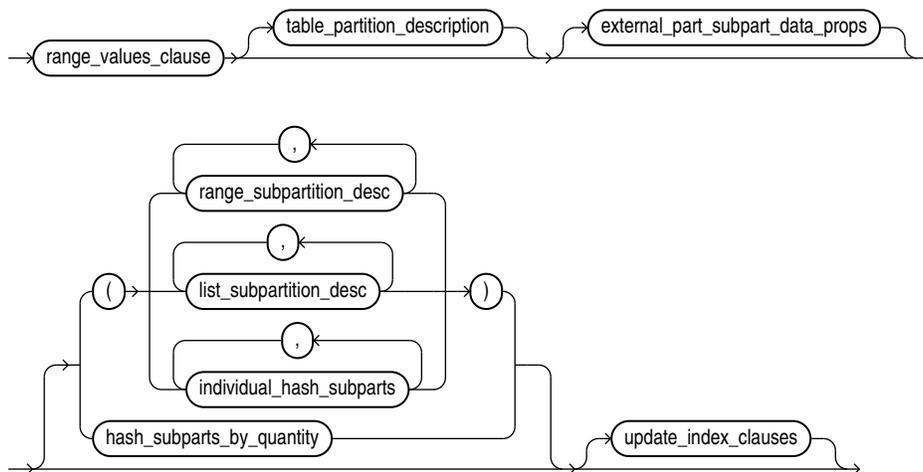 table_partition_description external_part_subpart_data_props
range_values_clause
,
range_subpartition_desc
,
( list_subpartition_desc )
,
individual_hash_subparts
hash_subparts_by_quantity update_index_clauses